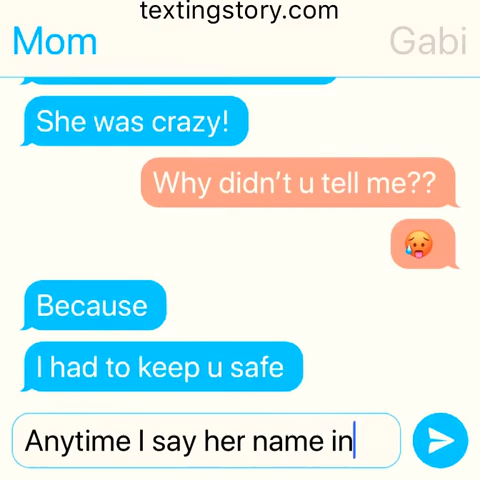 textingstory.com
Mom
Gabi
She was crazy!
Why didn't u tell me??
🥵
Because
I had to keep u safe
Anytime I say her name in